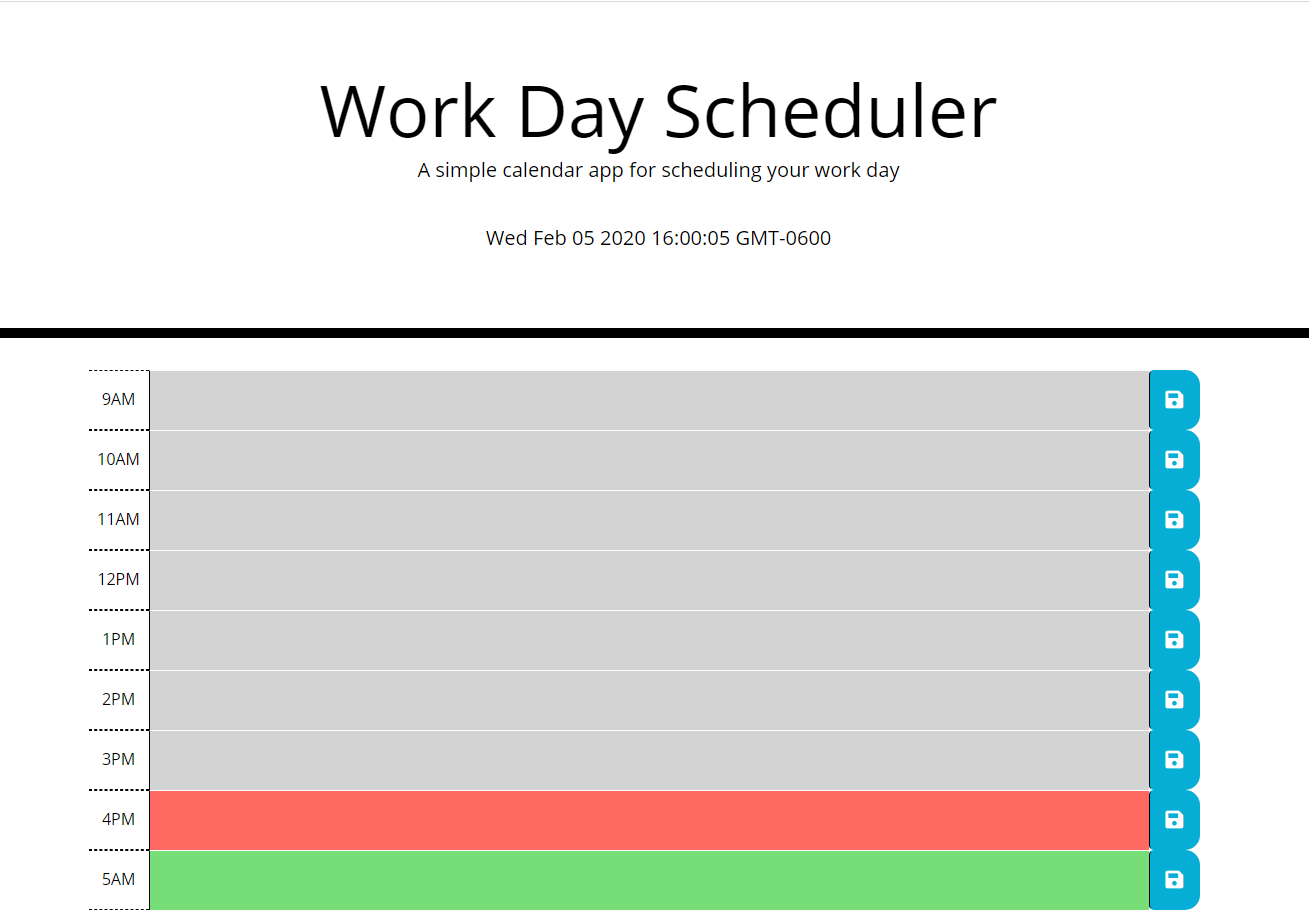 Work Day Scheduler
A simple calendar app for scheduling your work day
Wed Feb 05 2020 16:00:05 GMT-0600
9AM
10AM
11AM
12PM
1PM
2PM
3PM
4PM
5AM